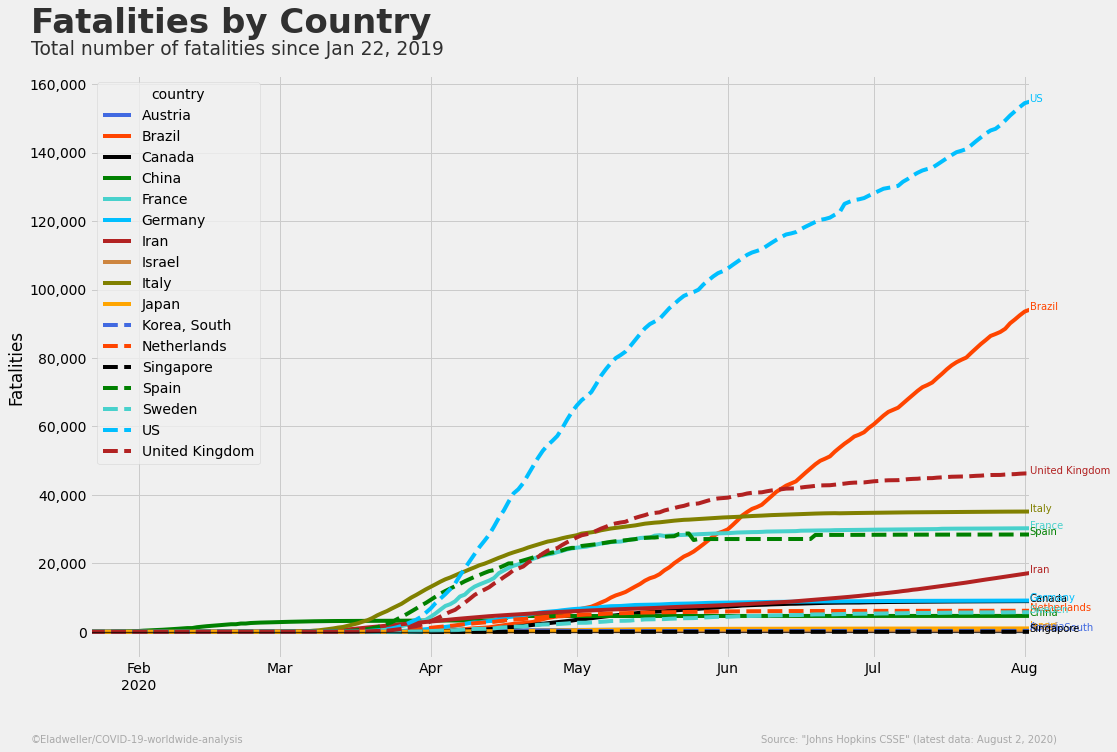 Fatalities by Country
Total number of fatalities since Jan 22, 2019
160,000
140,000
120,000
100,000
80,000
60,000
40,000
20,000
0
Fatalities
country
Austria
Brazil
Canada
China
France
Germany
Iran
Israel
Italy
Japan
Korea, South
Netherlands
Singapore
Spain
Sweden
US
United Kingdom
US
Brazil
United Kingdom
Italy
France
Spain
Iran
Germany
Canada
Netherlands
China
South
Singapore
Feb
2020
Mar
Apr
May
Jun
Jul
Aug
©Eladweller/COVID-19-worldwide-analysis
Source: "Johns Hopkins CSSE" (latest data: August 2, 2020)